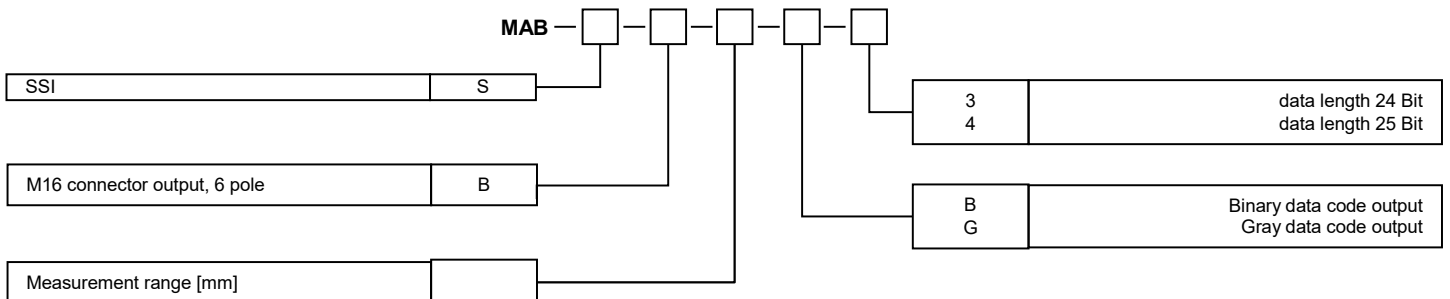 MAB
SSI S
M16 connector output, 6 pole B
Measurement range [mm]
3 data length 24 Bit
4 data length 25 Bit
B Binary data code output
G Gray data code output